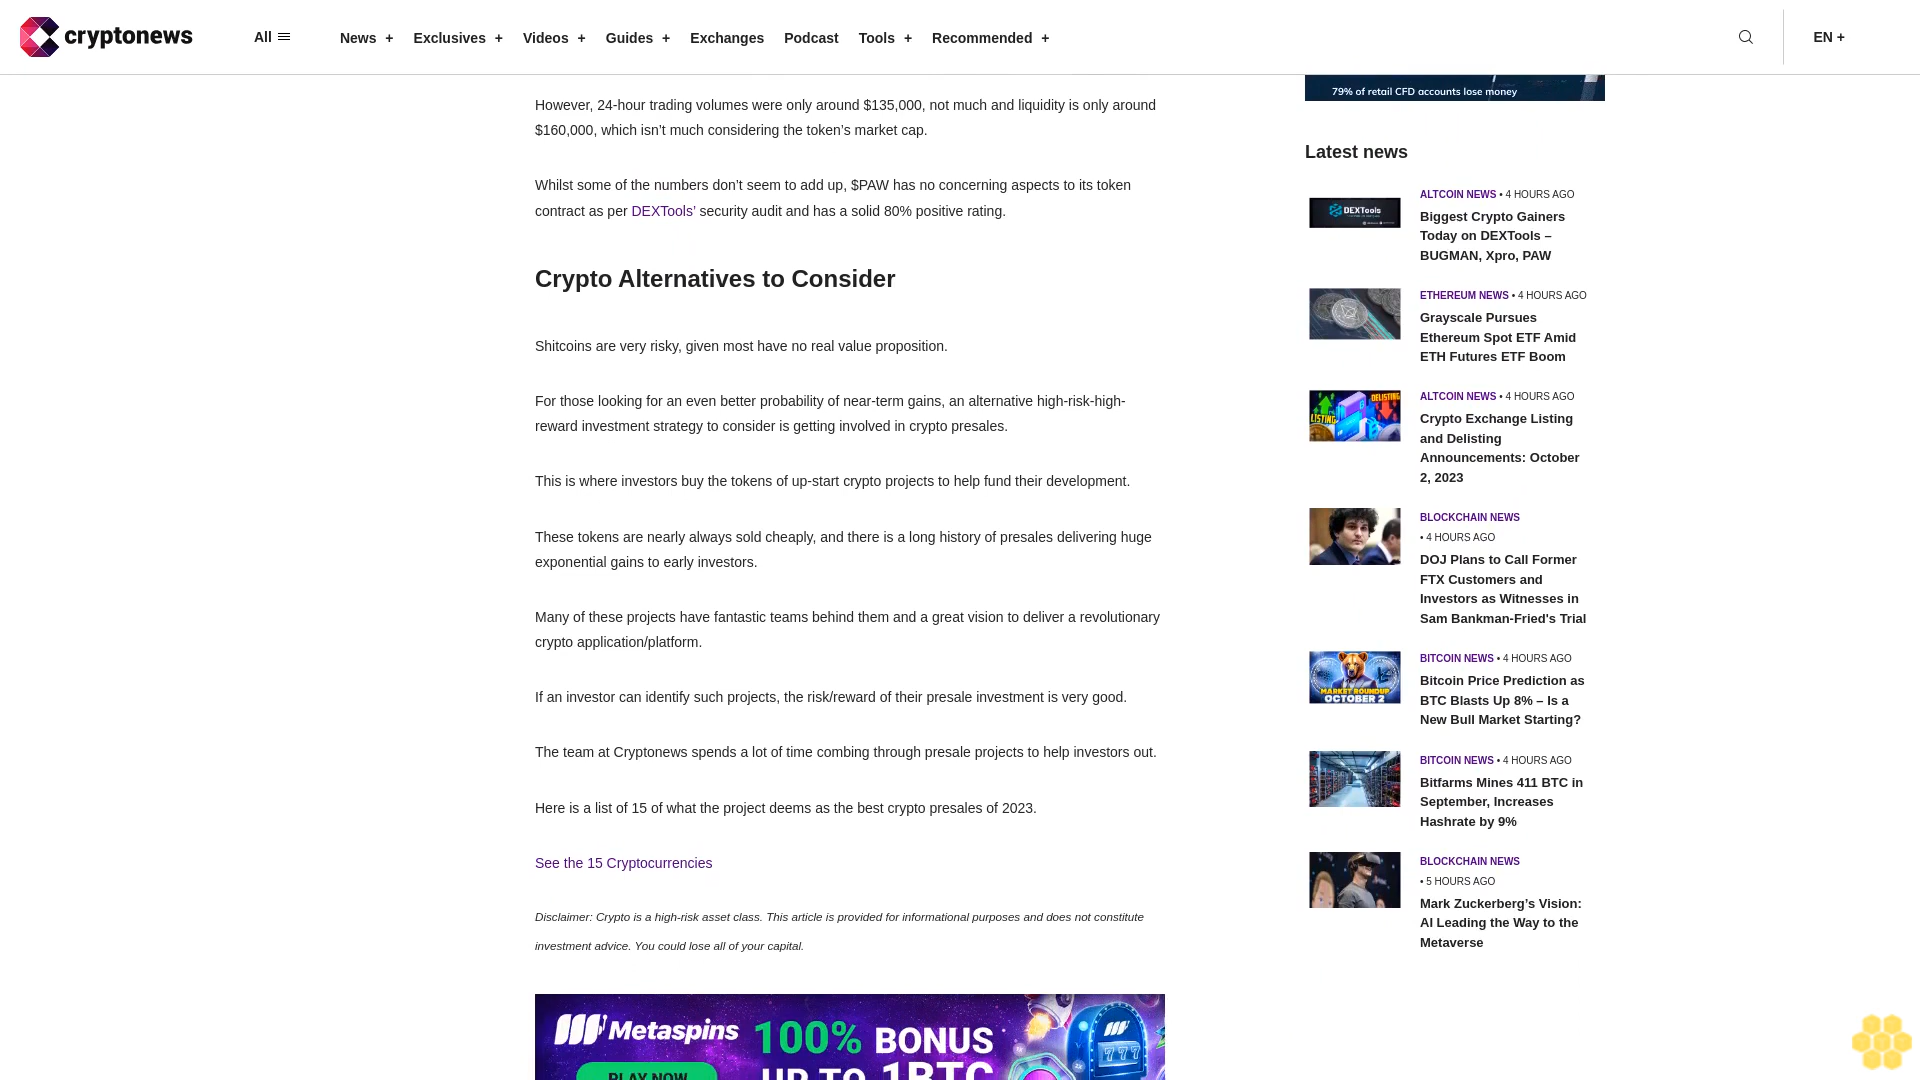 cryptonews
All
News +
Exclusives +
Videos +
Guides +
Exchanges
Podcast
Tools +
Recommended +
EN +
However, 24-hour trading volumes were only around $135,000, not much and liquidity is only around
$160,000, which isn’t much considering the token’s market cap.
Whilst some of the numbers don’t seem to add up, $PAW has no concerning aspects to its token
contract as per DEXTools’ security audit and has a solid 80% positive rating.
Crypto Alternatives to Consider
Shitcoins are very risky, given most have no real value proposition.
For those looking for an even better probability of near-term gains, an alternative high-risk-high-
reward investment strategy to consider is getting involved in crypto presales.
This is where investors buy the tokens of up-start crypto projects to help fund their development.
These tokens are nearly always sold cheaply, and there is a long history of presales delivering huge
exponential gains to early investors.
Many of these projects have fantastic teams behind them and a great vision to deliver a revolutionary
crypto application/platform.
If an investor can identify such projects, the risk/reward of their presale investment is very good.
The team at Cryptonews spends a lot of time combing through presale projects to help investors out.
Here is a list of 15 of what the project deems as the best crypto presales of 2023.
See the 15 Cryptocurrencies
Disclaimer: Crypto is a high-risk asset class. This article is provided for informational purposes and does not constitute
investment advice. You could lose all of your capital.
Metaspins
100% BONUS
UP TO 1BTC
PLAY NOW
777
79% of retail CFD accounts lose money
Latest news
DEXTools
ALTCOIN NEWS • 4 HOURS AGO
Biggest Crypto Gainers
Today on DEXTools –
BUGMAN, Xpro, PAW
ETHEREUM NEWS • 4 HOURS AGO
Grayscale Pursues
Ethereum Spot ETF Amid
ETH Futures ETF Boom
LISTING
DELISTING
ALTCOIN NEWS • 4 HOURS AGO
Crypto Exchange Listing
and Delisting
Announcements: October
2, 2023
BLOCKCHAIN NEWS
• 4 HOURS AGO
DOJ Plans to Call Former
FTX Customers and
Investors as Witnesses in
Sam Bankman-Fried's Trial
MARKET ROUNDUP
OCTOBER 2
BITCOIN NEWS • 4 HOURS AGO
Bitcoin Price Prediction as
BTC Blasts Up 8% – Is a
New Bull Market Starting?
BITCOIN NEWS • 4 HOURS AGO
Bitfarms Mines 411 BTC in
September, Increases
Hashrate by 9%
BLOCKCHAIN NEWS
• 5 HOURS AGO
Mark Zuckerberg’s Vision:
AI Leading the Way to the
Metaverse